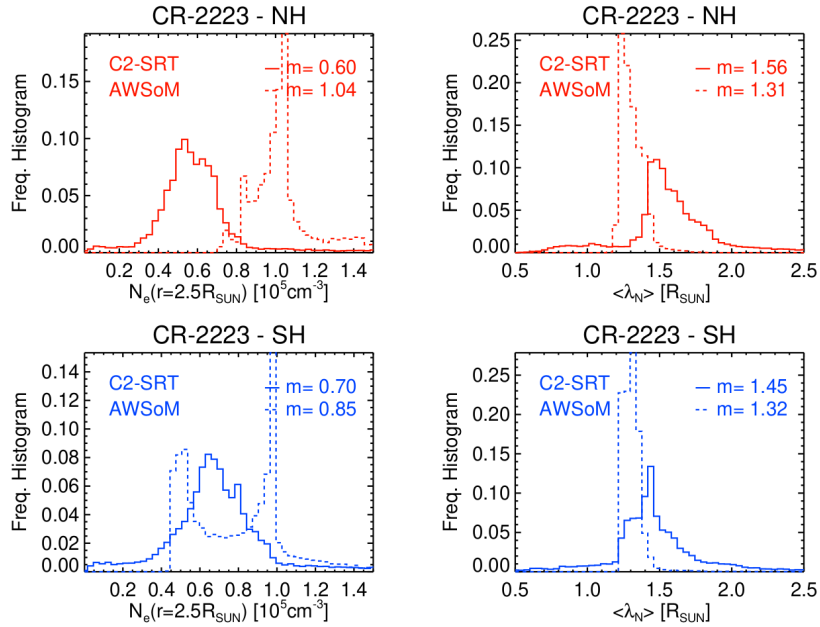 CR-2223 - NH
C2-SRT
m= 0.60
AWSoM
m= 1.04
Freq. Histogram
0.15
0.10
0.05
0.00
0.2 0.4 0.6 0.8 1.0 1.2 1.4
Ne(r=2.5RSUN) [10⁵cm⁻³]
CR-2223 - NH
C2-SRT
m= 1.56
AWSoM
m= 1.31
Freq. Histogram
0.25
0.20
0.15
0.10
0.05
0.00
0.5 1.0 1.5 2.0 2.5
<λN> [RSUN]
CR-2223 - SH
C2-SRT
m= 0.70
AWSoM
m= 0.85
Freq. Histogram
0.14
0.12
0.10
0.08
0.06
0.04
0.02
0.00
0.2 0.4 0.6 0.8 1.0 1.2 1.4
Ne(r=2.5RSUN) [10⁵cm⁻³]
CR-2223 - SH
C2-SRT
m= 1.45
AWSoM
m= 1.32
Freq. Histogram
0.25
0.20
0.15
0.10
0.05
0.00
0.5 1.0 1.5 2.0 2.5
<λN> [RSUN]